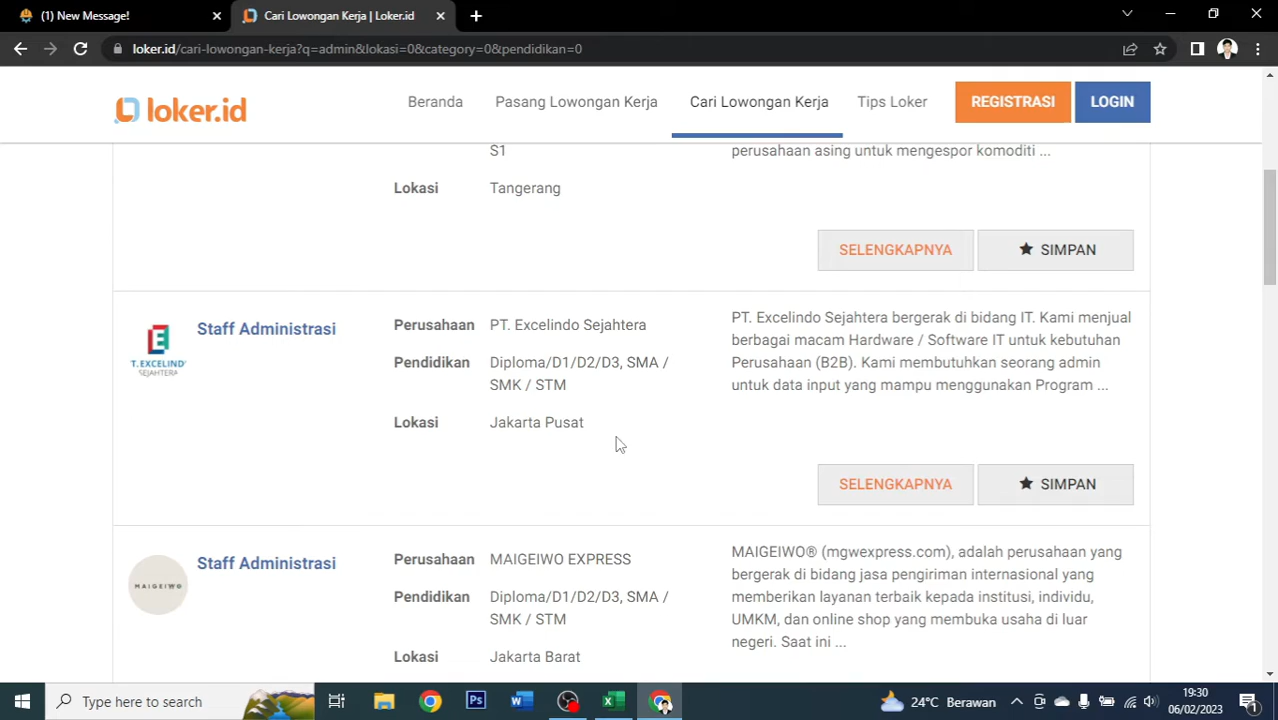 (1) New Message!
Cari Lowongan Kerja | Loker.id
loker.id/cari-lowongan-kerja?q=admin&lokasi=0&category=0&pendidikan=0
loker.id
Beranda
Pasang Lowongan Kerja
Cari Lowongan Kerja
Tips Loker
REGISTRASI
LOGIN
S1
perusahaan asing untuk mengespor komoditi ...
Lokasi Tangerang
SELENGKAPNYA
SIMPAN
T.EXCELIND
SEJAHTERA
Staff Administrasi
Perusahaan PT. Excelindo Sejahtera
Pendidikan Diploma/D1/D2/D3, SMA /
SMK / STM
Lokasi Jakarta Pusat
PT. Excelindo Sejahtera bergerak di bidang IT. Kami menjual
berbagai macam Hardware / Software IT untuk kebutuhan
Perusahaan (B2B). Kami membutuhkan seorang admin
untuk data input yang mampu menggunakan Program ...
SELENGKAPNYA
SIMPAN
MAIGEIWO
Staff Administrasi
Perusahaan MAIGEIWO EXPRESS
Pendidikan Diploma/D1/D2/D3, SMA /
SMK / STM
Lokasi Jakarta Barat
MAIGEIWO® (mgwexpress.com), adalah perusahaan yang
bergerak di bidang jasa pengiriman internasional yang
memberikan layanan terbaik kepada institusi, individu,
UMKM, dan online shop yang membuka usaha di luar
negeri. Saat ini ...
Type here to search
Ps
24°C Berawan
19:30
06/02/2023
1